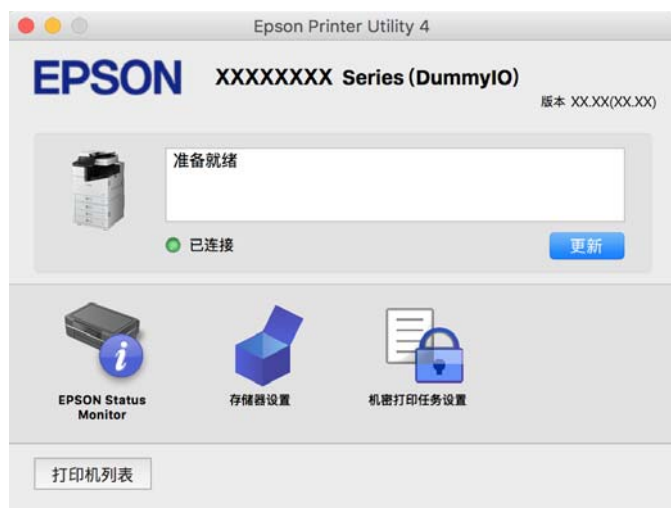 Epson Printer Utility 4
EPSON
XXXXXXXX Series (DummyIO)
版本 XX.XX(XX.XX)
准备就绪
已连接
更新
EPSON Status
Monitor
存储器设置
机密打印任务设置
打印机列表